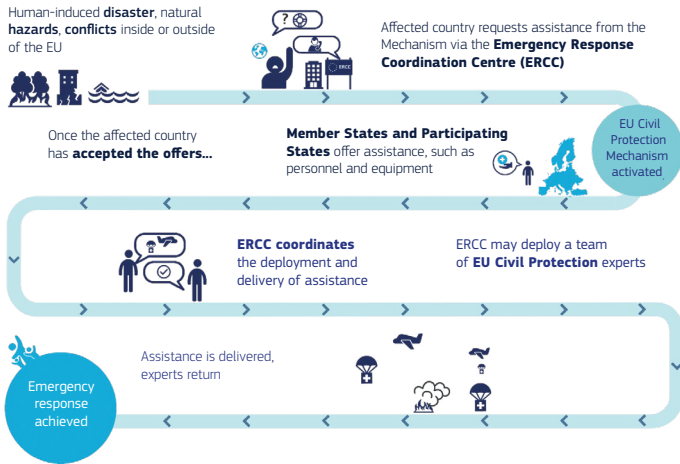 Human-induced disaster, natural
hazards, conflicts inside or outside
of the EU
?
ERCC
Affected country requests assistance from the
Mechanism via the Emergency Response
Coordination Centre (ERCC)
Once the affected country
has accepted the offers...
Member States and Participating
States offer assistance, such as
personnel and equipment
EU Civil
Protection
Mechanism
activated
ERCC coordinates
the deployment and
delivery of assistance
ERCC may deploy a team
of EU Civil Protection experts
Emergency
response
achieved
Assistance is delivered,
experts return